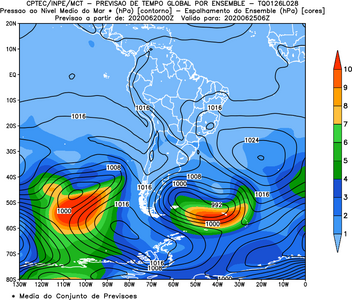 CPTEC/INPE/MCT - PREVISAO DE TEMPO GLOBAL POR ENSEMBLE - TQ0126L028
Pressao ao Nivel Medio do Mar * (hPa) [contorno] - Espalhamento do Ensemble (hPa) [cores]
Previsao a partir de: 2020062000Z Valido para: 2020062506Z
20N
10N
EQ
10S
20S
30S
40S
50S
60S
70S
80S
130W 120W 110W 100W 90W 80W 70W 60W 50W 40W 30W 20W 10W 0
1016
1016
1016
1024
1008
1008
1000
1016
1016
1016
1000
992
1000
1016
1008
1000
10
9
8
7
6
5
4
3
2
1
* Media do Conjunto de Previsoes